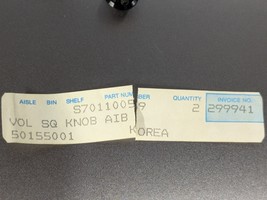 AISLE BIN SHELF PART NUMBER QUANTITY INVOICE NO.
S70110059 2 299941
VOL SQ KNOB AIB
50155001 KOREA